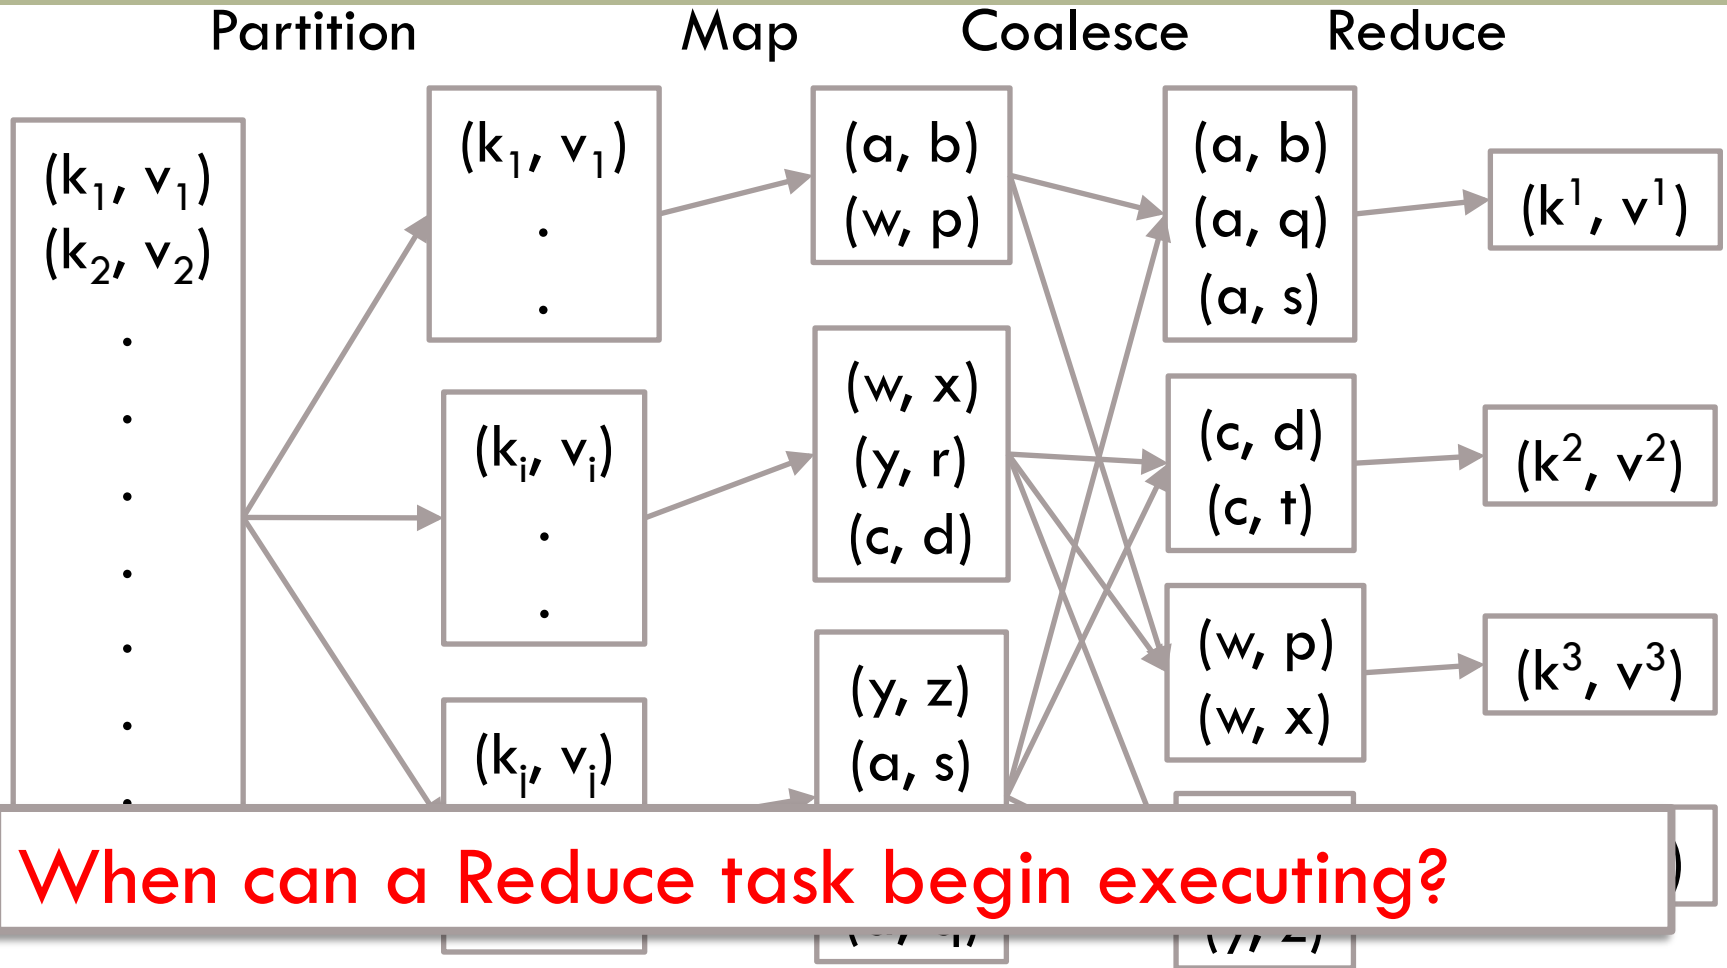 Partition Map Coalesce Reduce
(k₁, v₁)
(k₂, v₂)
.
.
.
.
.
.
.
(k₁, v₁)
.
.
(kᵢ, vᵢ)
.
.
(kⱼ, vⱼ)
(a, b)
(w, p)
(w, x)
(y, r)
(c, d)
(y, z)
(a, s)
(a, b)
(a, q)
(a, s)
(c, d)
(c, t)
(w, p)
(w, x)
(k¹, v¹)
(k², v²)
(k³, v³)
)
When can a Reduce task begin executing?